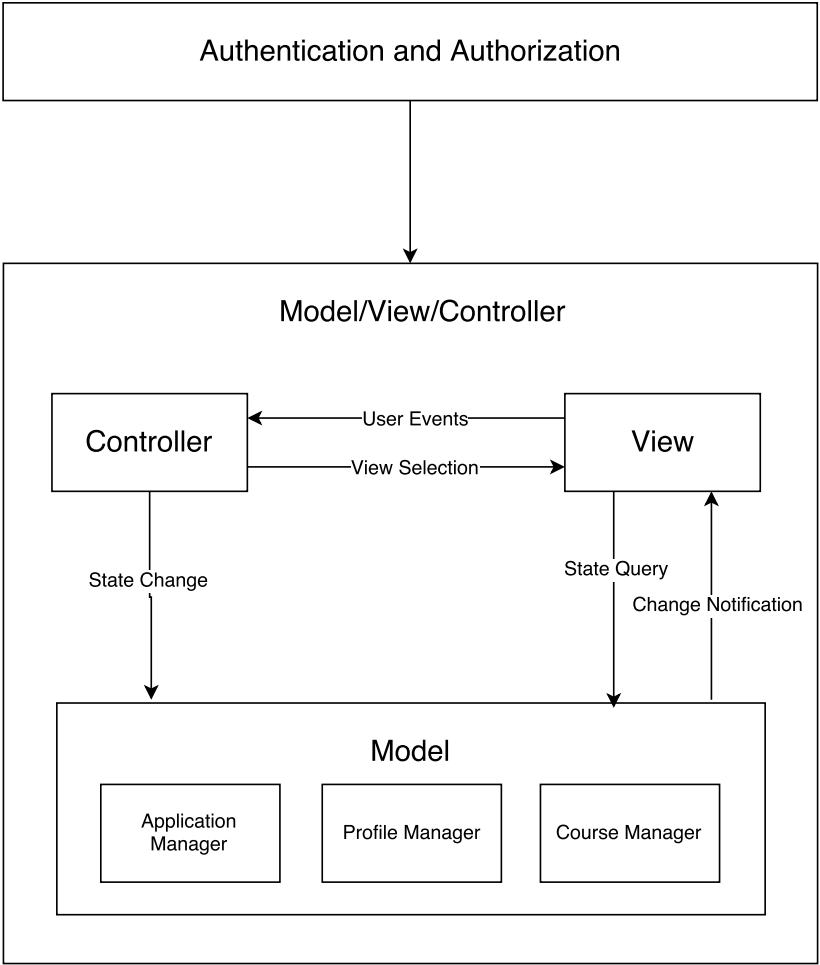 Authentication and Authorization
Model/View/Controller
Controller
User Events
View Selection
View
State Change
State Query
Change Notification
Model
Application
Manager
Profile Manager
Course Manager